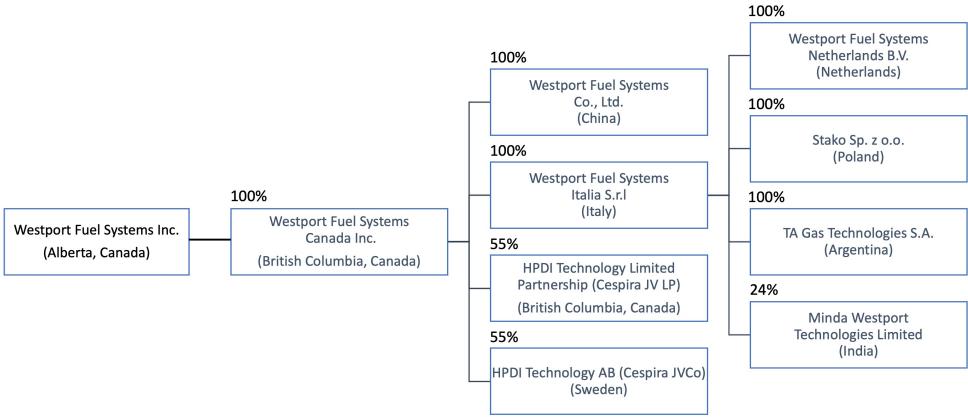 Westport Fuel Systems Inc.
(Alberta, Canada)
100%
Westport Fuel Systems
Canada Inc.
(British Columbia, Canada)
100%
Westport Fuel Systems
Co., Ltd.
(China)
100%
Westport Fuel Systems
Italia S.r.l
(Italy)
55%
HPDI Technology Limited
Partnership (Cespira JV LP)
(British Columbia, Canada)
55%
HPDI Technology AB (Cespira JVCo)
(Sweden)
100%
Westport Fuel Systems
Netherlands B.V.
(Netherlands)
100%
Stako Sp. z o.o.
(Poland)
100%
TA Gas Technologies S.A.
(Argentina)
24%
Minda Westport
Technologies Limited
(India)